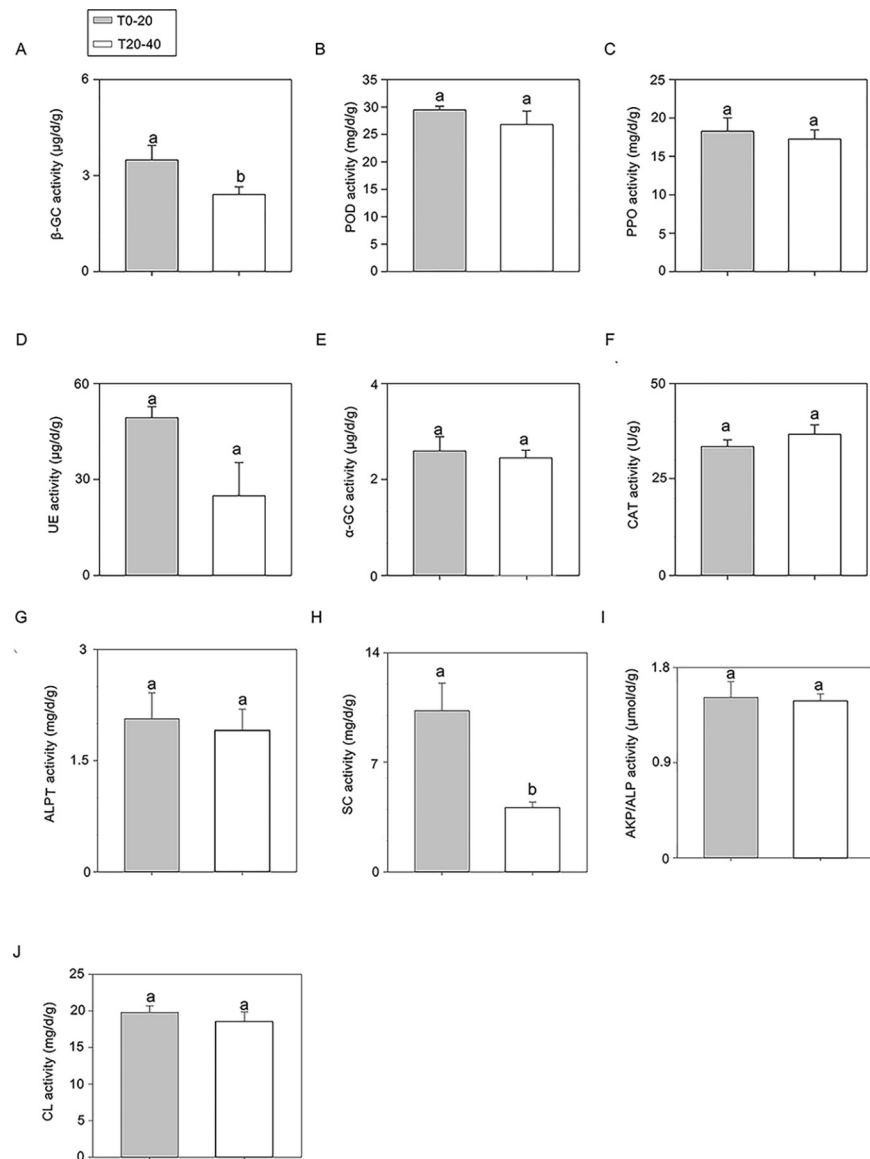 T0-20
T20-40
A
B
C
6
3
0
β-GC activity (μg/d/g)
a
b
35
30
25
20
15
10
5
0
POD activity (mg/d/g)
a
a
25
20
15
10
5
0
PPO activity (mg/d/g)
a
a
D
E
F
60
30
0
UE activity (μg/d/g)
a
a
4
2
0
α-GC activity (μg/d/g)
a
a
50
25
0
CAT activity (U/g)
a
a
G
H
I
3
1.5
0
ALPT activity (mg/d/g)
a
a
14
7
0
SC activity (mg/d/g)
a
b
1.8
0.9
0
AKP/ALP activity (μmol/d/g)
a
a
J
25
20
15
10
5
0
CL activity (mg/d/g)
a
a